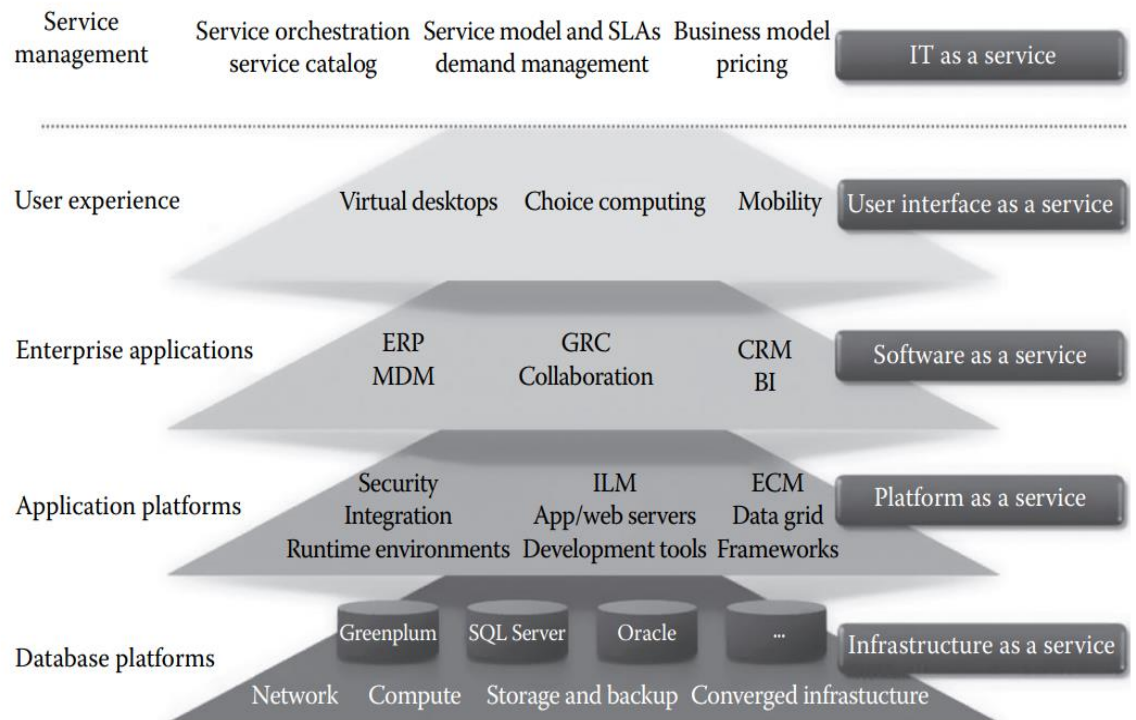 Service
management
Service orchestration
service catalog
Service model and SLAs
demand management
Business model
pricing
IT as a service
User experience
Virtual desktops
Choice computing
Mobility
User interface as a service
Enterprise applications
ERP
MDM
GRC
Collaboration
CRM
BI
Software as a service
Application platforms
Security
Integration
Runtime environments
ILM
App/web servers
Development tools
ECM
Data grid
Frameworks
Platform as a service
Database platforms
Greenplum
SQL Server
Oracle
...
Infrastructure as a service
Network
Compute
Storage and backup
Converged infrastucture